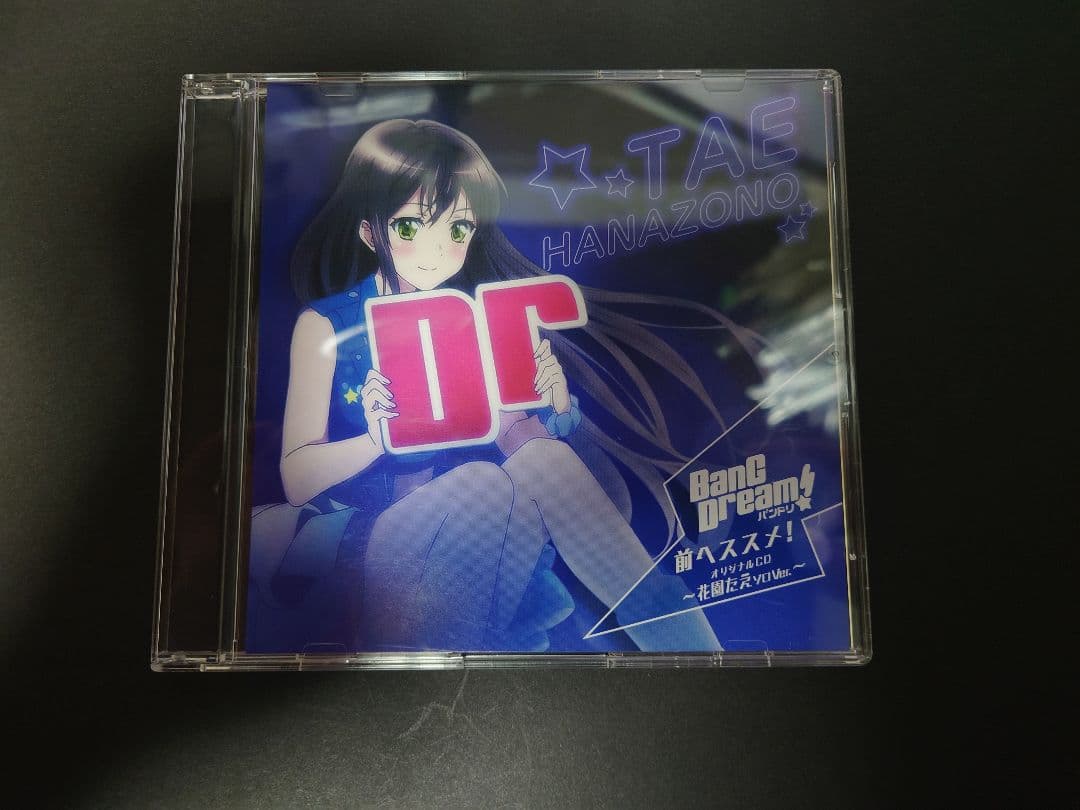 TAE
HANAZONO
Dr
BanG
Dream!
バンドリ
前へススメ!
オリジナルCD
~花園たえソロVer.~